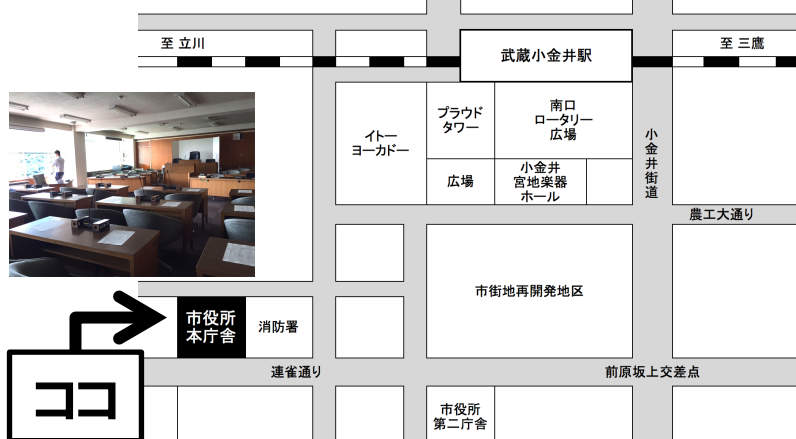 至 立川
武蔵小金井駅
至 三鷹
イトー
ヨーカドー
プラウド
タワー
南口
ロータリー
広場
広場
小金井
宮地楽器
ホール
小金井街道
農工大通り
市街地再開発地区
市役所
本庁舎
消防署
連雀通り
前原坂上交差点
ココ
市役所
第二庁舎